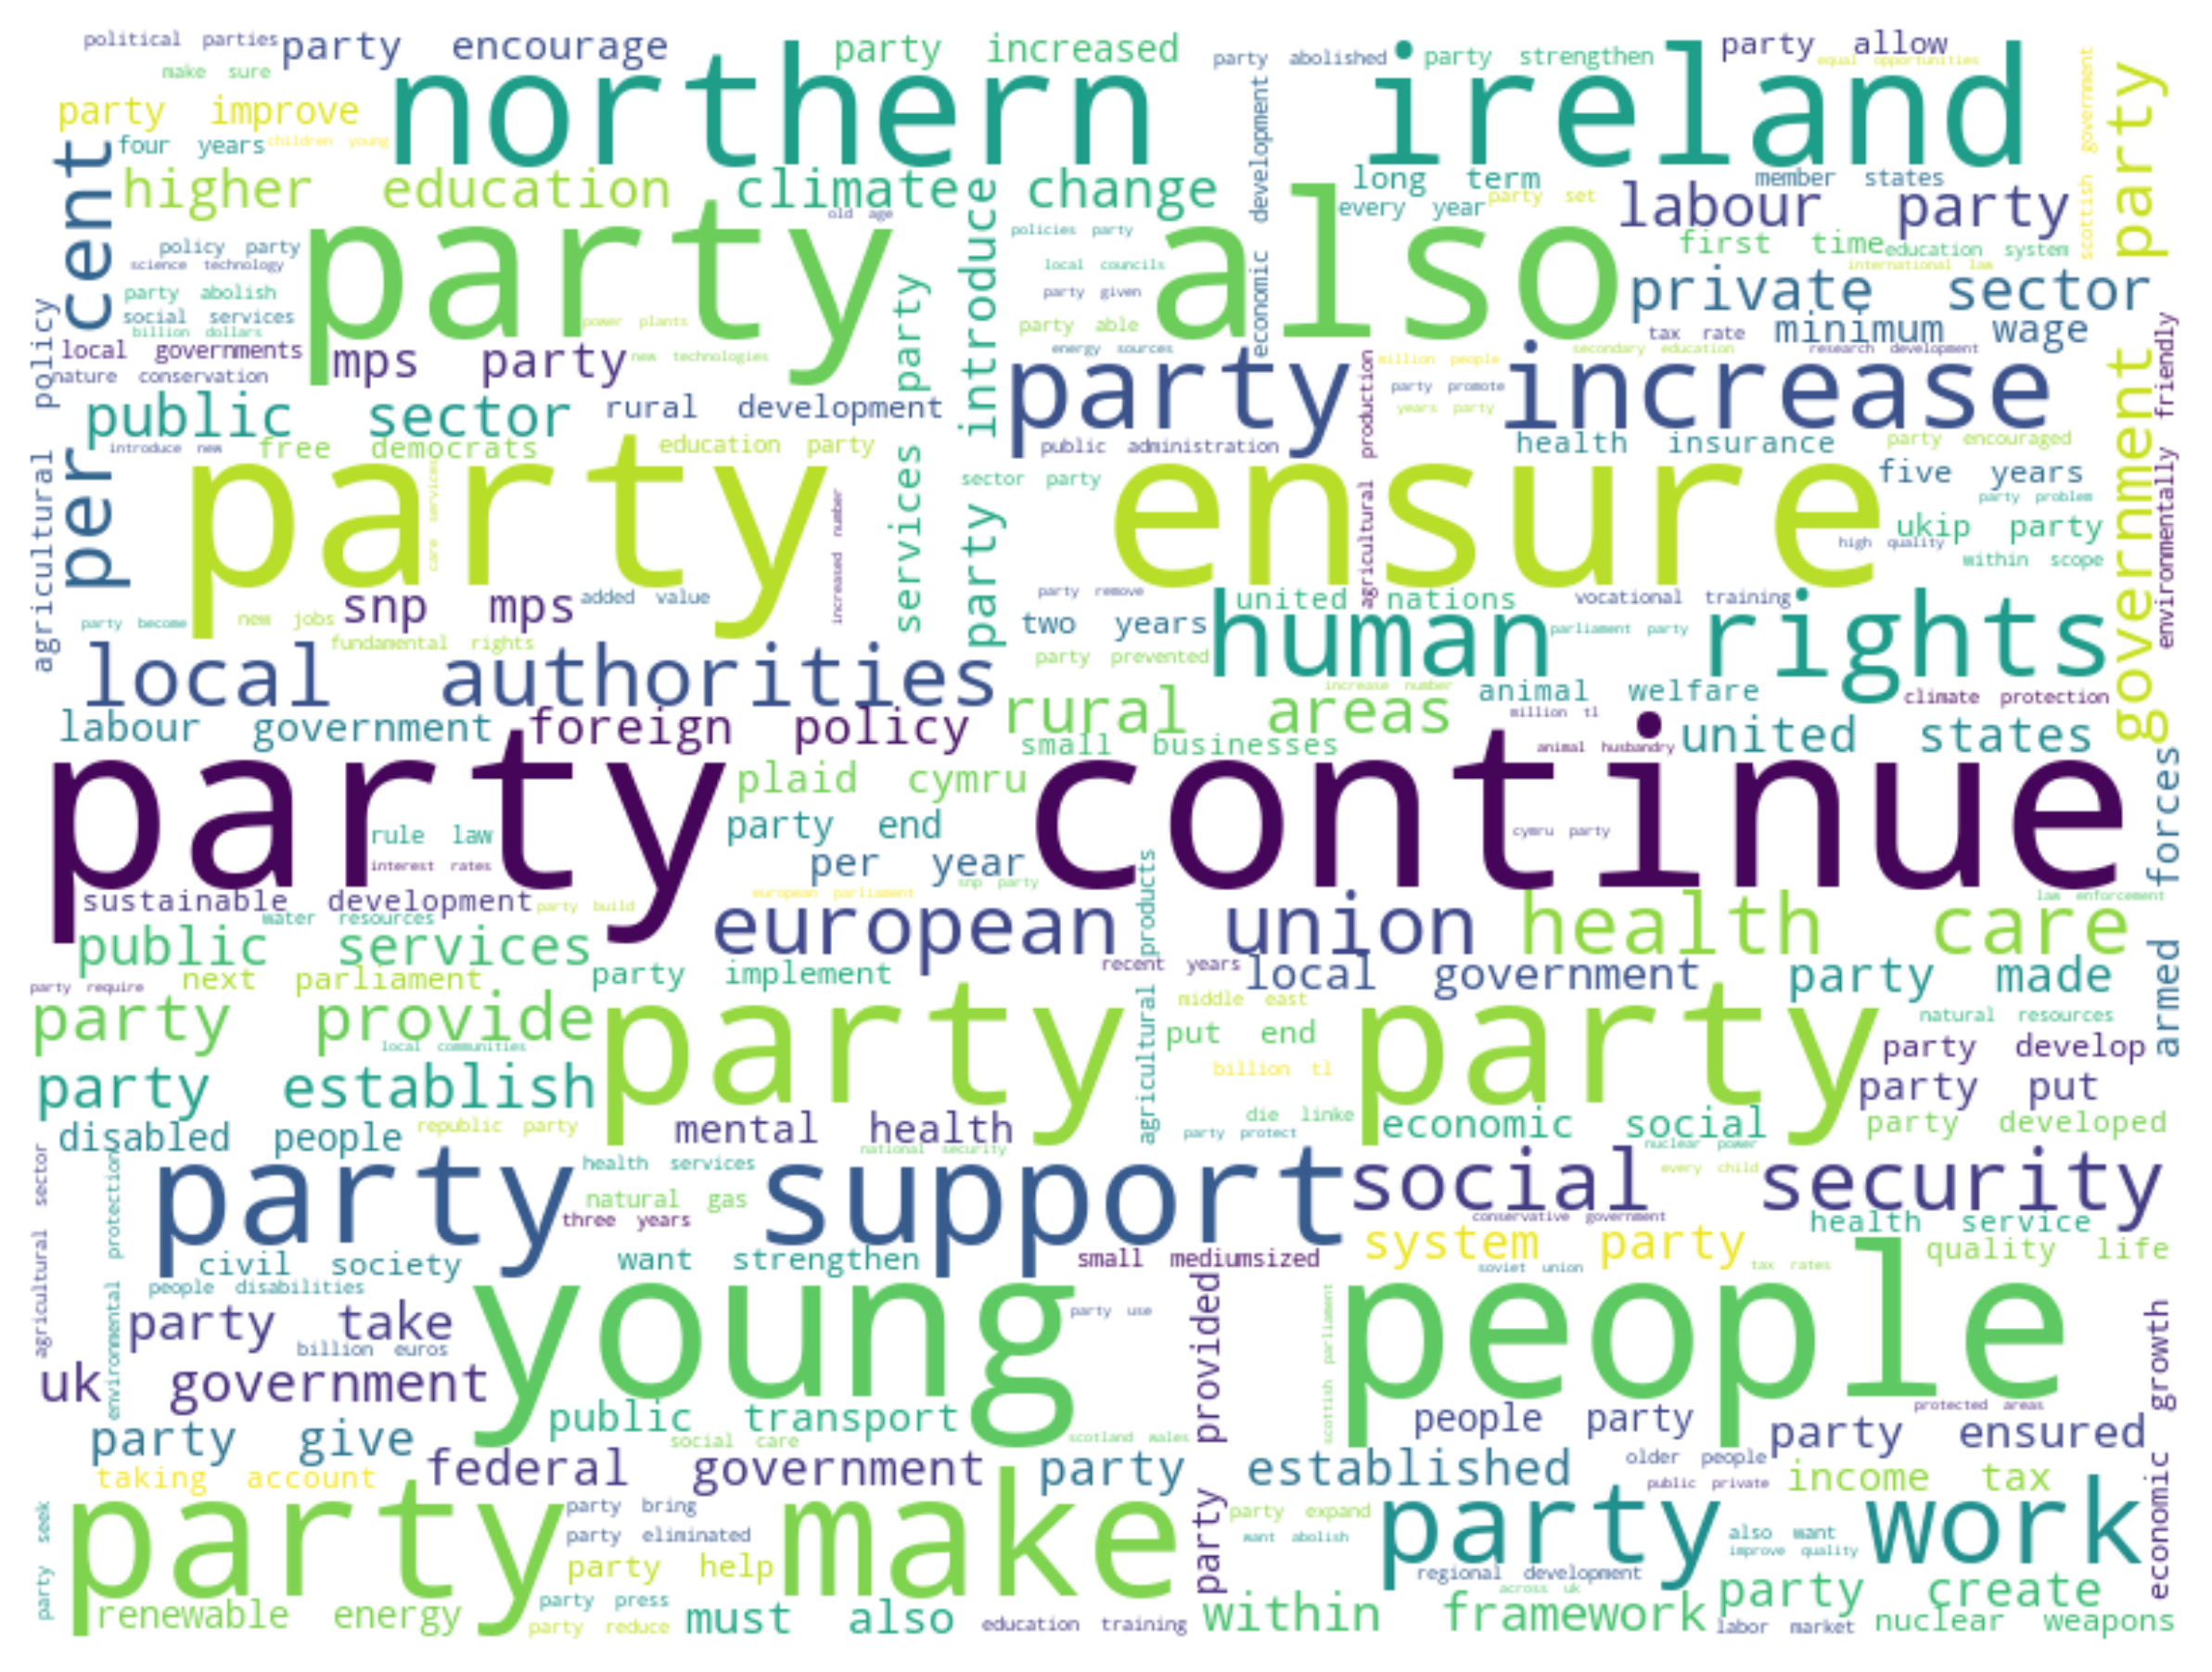 political parties
party encourage
party increased
party abolished
party strengthen
party allow
equal opportunities
make sure
northern ireland
party improve
four years
children young
higher education
climate change
long term
member states
every year
party set
labour party
old age
policies party
first time
education system
international law
policy party
science technology
party also
local councils
party given
private sector
party abolish
social services
billion dollars
power plants
party able
tax rate
minimum wage
local governments
mps party
new technologies
energy sources
million people
secondary education
research development
nature conservation
party increase
party promote
years party
public sector
rural development
introduce new
free democrats
education party
public administration
health insurance
party encouraged
party ensure
sector party
five years
party problem
ukip party
high quality
within scope
snp mps
added value
party remove
united nations
vocational training
party become
new jobs
fundamental rights
two years
human rights
parliament party
party prevented
local authorities
rural areas
increase number
animal welfare
climate protection
million tl
labour government
foreign policy
small businesses
animal husbandry
united states
party continue
plaid cymru
party end
rule law
cymru party
interest rates
per year
snp party
european parliament
sustainable development
party build
water resources
european union
health care
law enforcement
public services
next parliament
party implement
recent years
local government
party made
party require
party provide
middle east
natural resources
put end
local communities
party party
billion tl
party develop
party establish
party put
die linke
republic party
party protect
economic social
party developed
disabled people
mental health
national security
nuclear power
party support
health services
every child
social security
natural gas
three years
conservative government
health service
system party
quality life
civil society
want strengthen
small mediumsized
soviet union
tax rates
people disabilities
young people
party take
party use
billion euros
uk government
public transport
people party
protected areas
party give
social care
scotland wales
party ensured
taking account
federal government
party established
older people
public private
income tax
party make
party bring
party expand
party work
party eliminated
want abolish
also want
improve quality
party help
regional development
across uk
party create
renewable energy
party press
party reduce
must also
education training
within framework
labor market
nuclear weapons
per cent
agricultural policy
care services
increased number
services party
party introduce
economic development
agricultural production
scottish government
government party
environmentally friendly
armed forces
agricultural products
agricultural sector
environmental protection
party provided
scottish parliament
economic growth
party seek